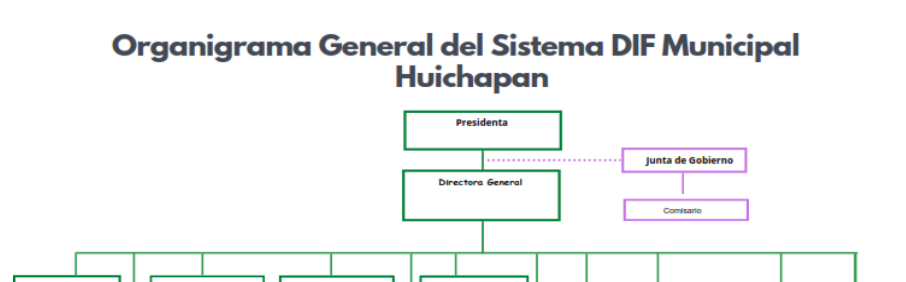 Organigrama General del Sistema DIF Municipal
Huichapan
Presidenta
Junta de Gobierno
Directora General
Comisario